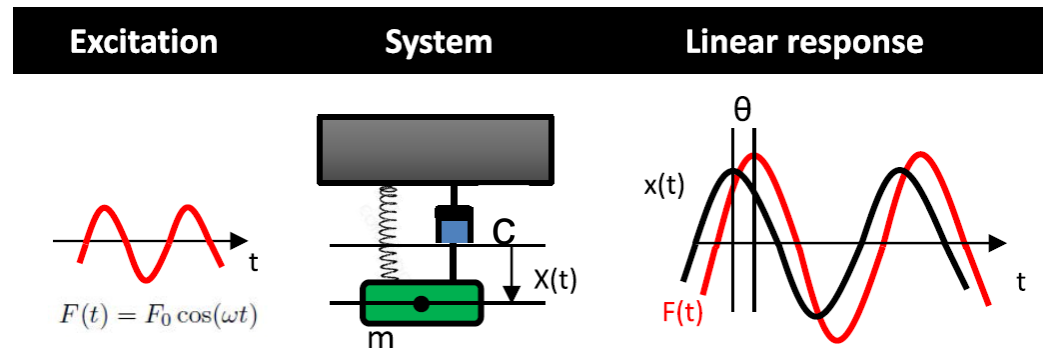 Excitation
System
Linear response
t
F(t) = F₀ cos(ωt)
C
X(t)
m
θ
x(t)
F(t)
t